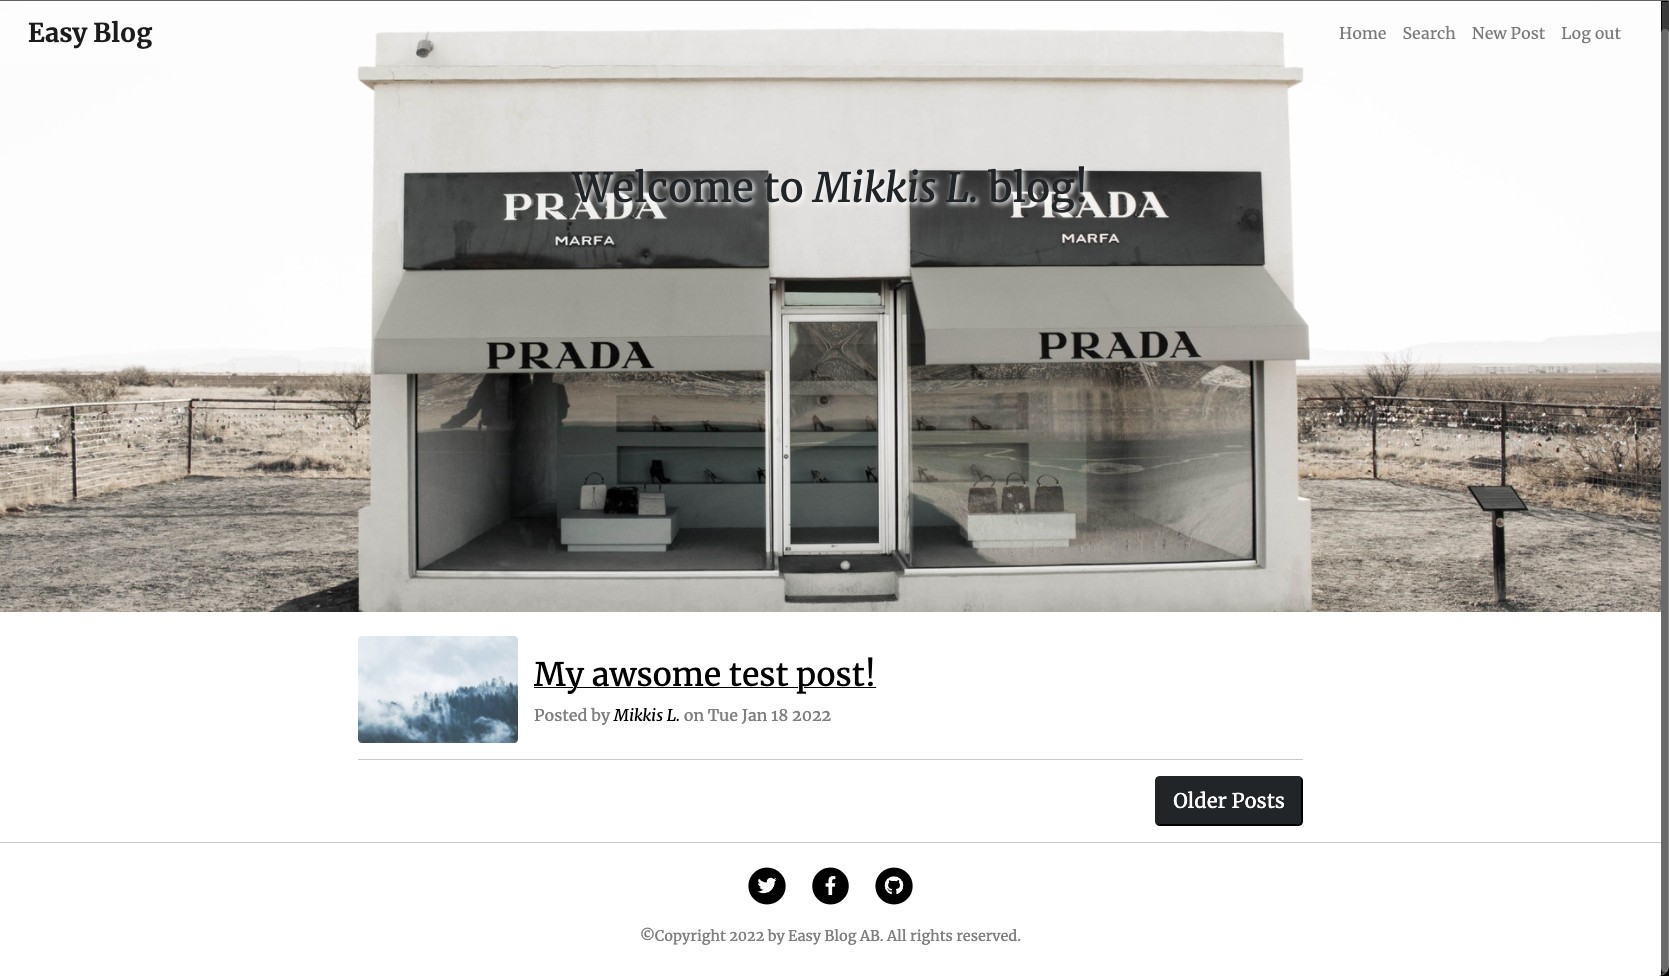 Easy Blog
Home Search New Post Log out
Welcome to Mikkis L. blog!
PRADA PRADA
MARFA MARFA
PRADA PRADA
My awsome test post!
Posted by Mikkis L. on Tue Jan 18 2022
Older Posts
©Copyright 2022 by Easy Blog AB. All rights reserved.